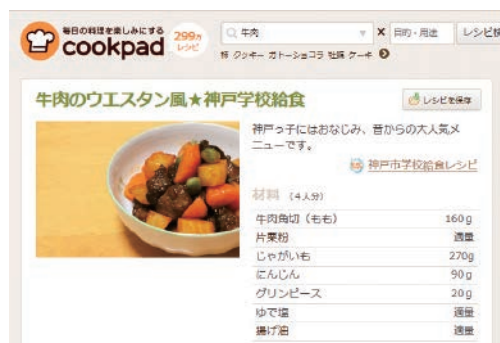 毎日の料理を楽しみにする
cookpad
299万
レシピ
牛肉
×
目的・用途
レシピ検
クッキー ガトーショコラ 牡蠣 ケーキ
牛肉のウエスタン風★神戸学校給食
レシピを保存
神戸っ子にはおなじみ、昔からの大人気メ
ニューです。
神戸市学校給食レシピ
材料 (4人分)
牛肉角切（もも） 160g
片栗粉 適量
じゃがいも 270g
にんじん 90g
グリンピース 20g
ゆで塩 適量
揚げ油 適量